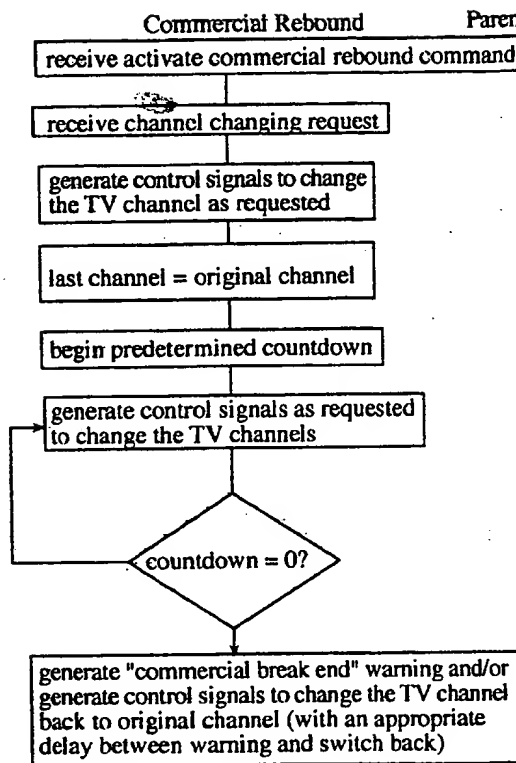 Commercial Rebound Paren
receive activate commercial rebound command
receive channel changing request
generate control signals to change
the TV channel as requested
last channel = original channel
begin predetermined countdown
generate control signals as requested
to change the TV channels
countdown = 0?
generate "commercial break end" warning and/or
generate control signals to change the TV channel
back to original channel (with an appropriate
delay between warning and switch back)